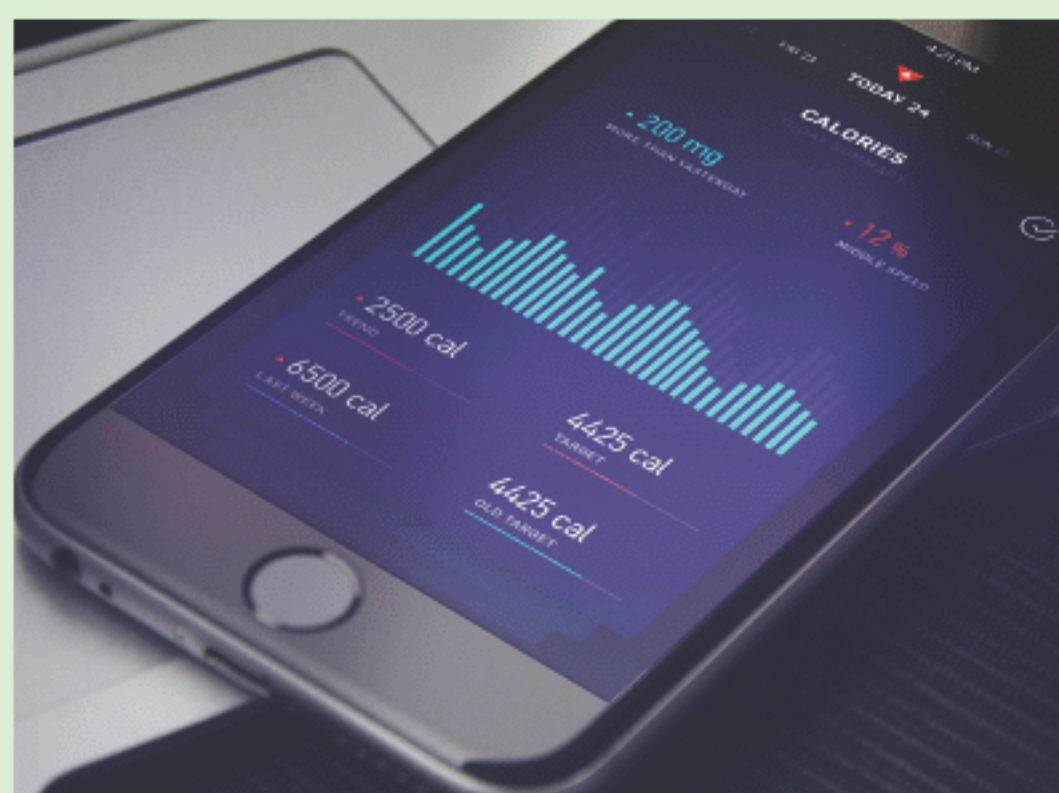 4:21 PM
FRI 23
TODAY 24
CALORIES
200 mg
MORE THAN YASTERDAY
12 %
MIDDLE SPEED
2500 cal
TREND
6500 cal
LAST WEEK
4425 cal
TARGET
4425 cal
OLD TARGET